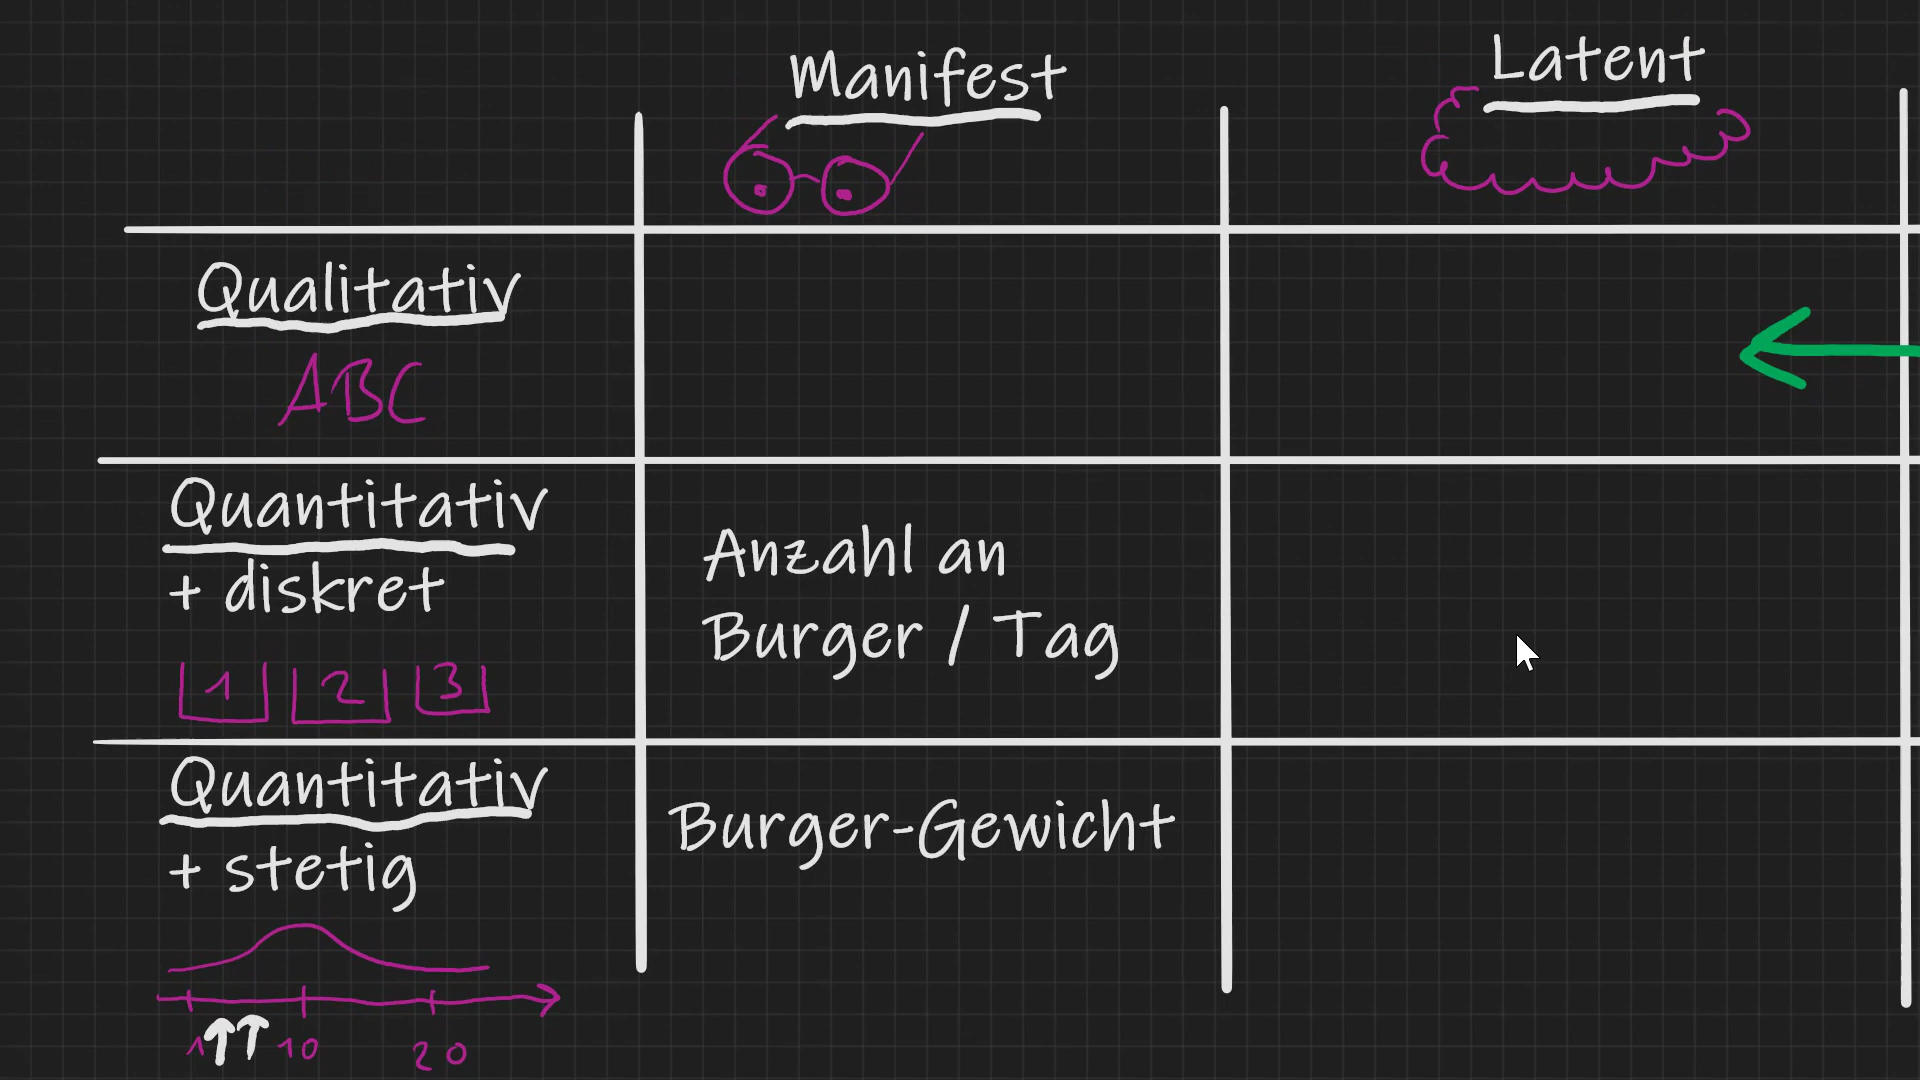 Manifest
Latent
Qualitativ
ABC
Quantitativ
+ diskret
1 2 3
Anzahl an
Burger / Tag
Quantitativ
+ stetig
Burger-Gewicht
1 10 20